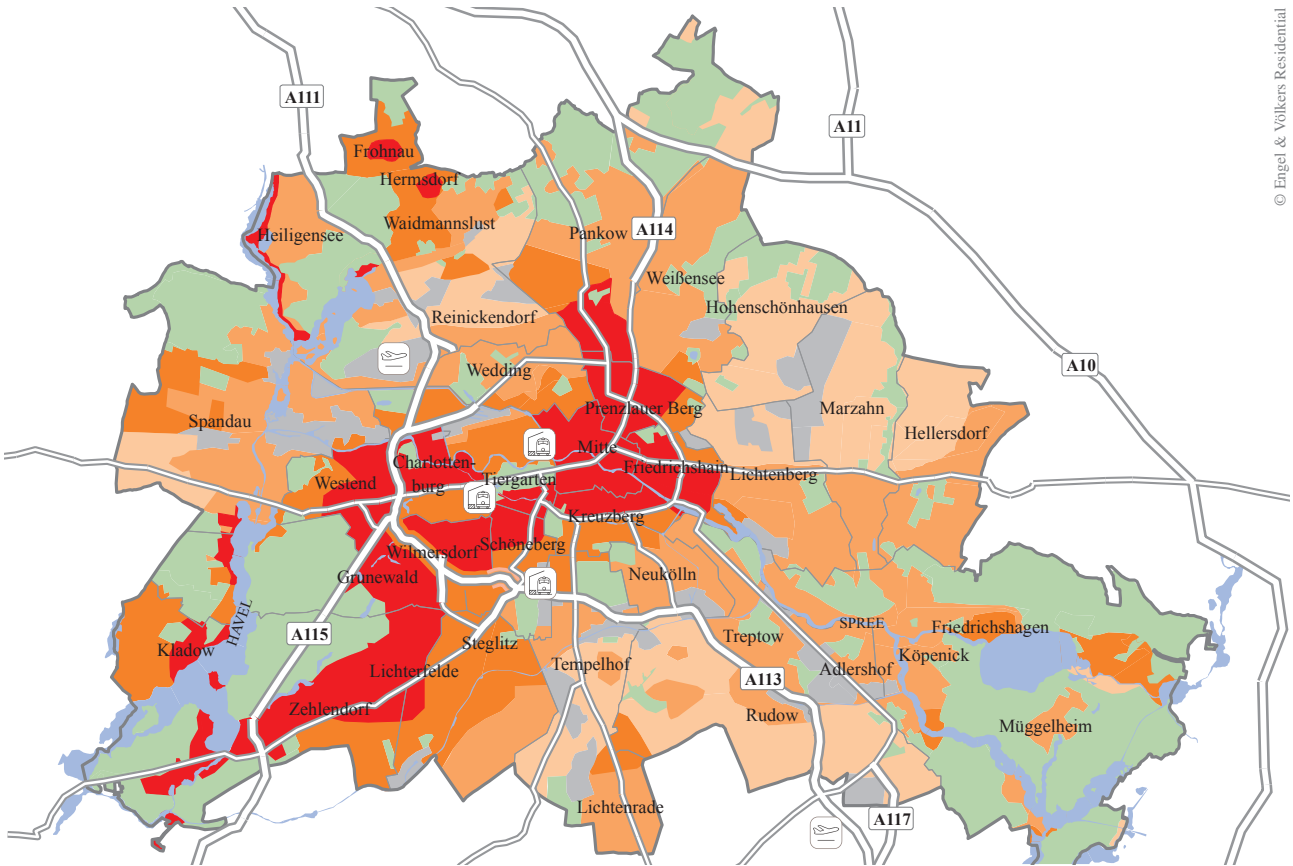 © Engel & Völkers Residential
A111
A11
Frohnau
Hermsdorf
Waidmannslust
Heiligensee
Pankow
A114
Weißensee
Hohenschönhausen
Reinickendorf
A10
Wedding
Spandau
Prenzlauer Berg
Marzahn
Hellersdorf
Mitte
Charlotten-
burg
Friedrichshain
Lichtenberg
Westend
Tiergarten
Kreuzberg
Schöneberg
Wilmersdorf
Grunewald
Neukölln
HAVEL
A115
Kladow
Steglitz
Treptow
SPREE
Friedrichshagen
Köpenick
Adlershof
Tempelhof
Lichterfelde
A113
Zehlendorf
Rudow
Müggelheim
Lichtenrade
A117